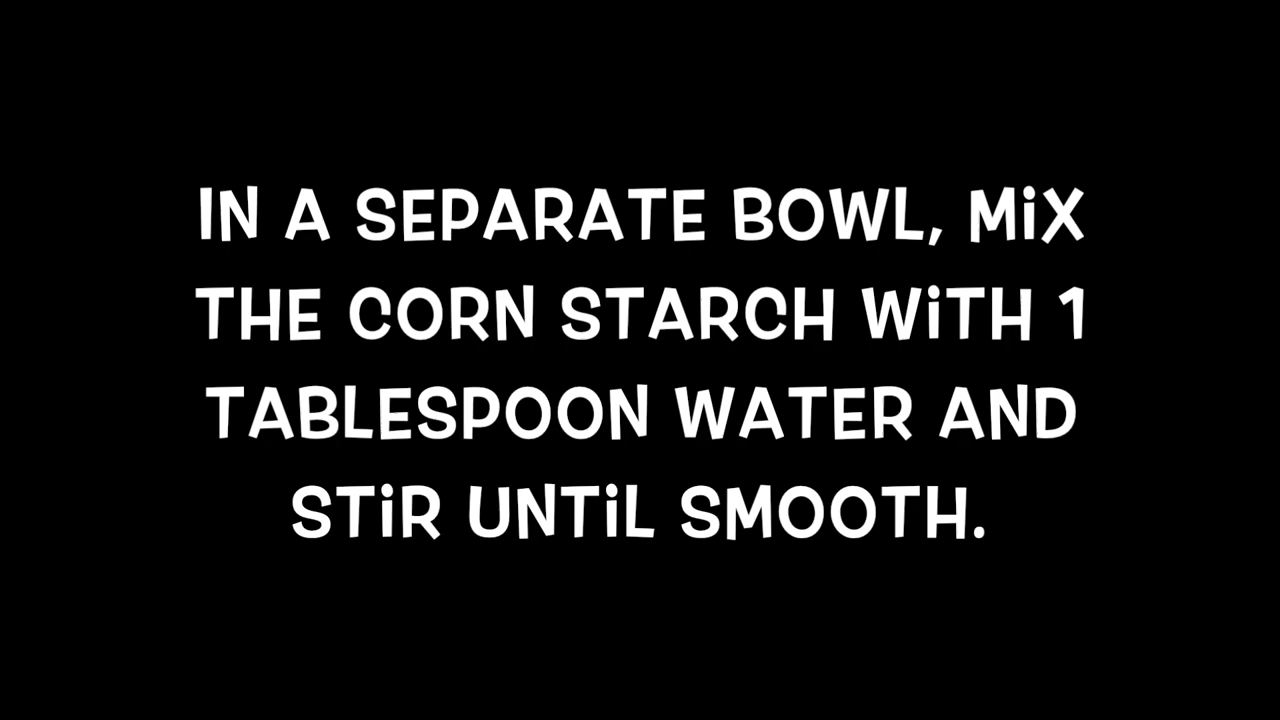 IN A SEPARATE BOWL, MiX
THE CORN STARCH WiTH 1
TABLESPOON WATER AND
STiR UNTiL SMOOTH.